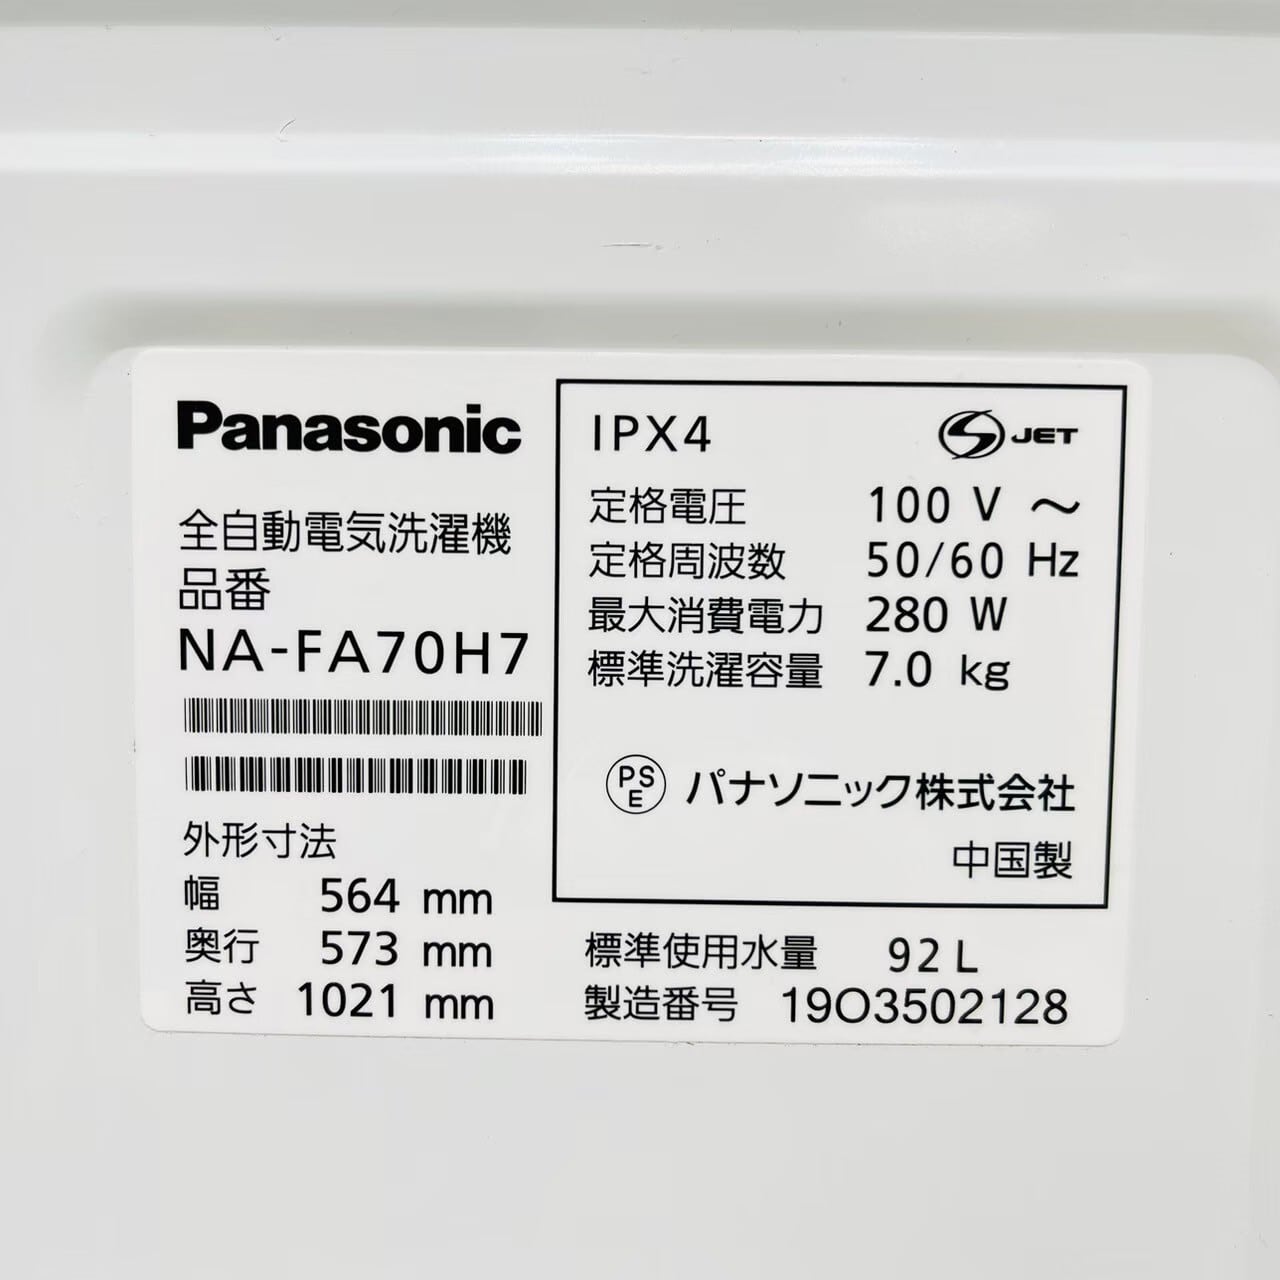 Panasonic
全自動電気洗濯機
品番
NA-FA70H7
外形寸法
幅 564 mm
奥行 573 mm
高さ 1021 mm
IPX4
S JET
定格電圧 100 V ～
定格周波数 50/60 Hz
最大消費電力 280 W
標準洗濯容量 7.0 kg
PSE パナソニック株式会社
中国製
標準使用水量 92 L
製造番号 19O3502128